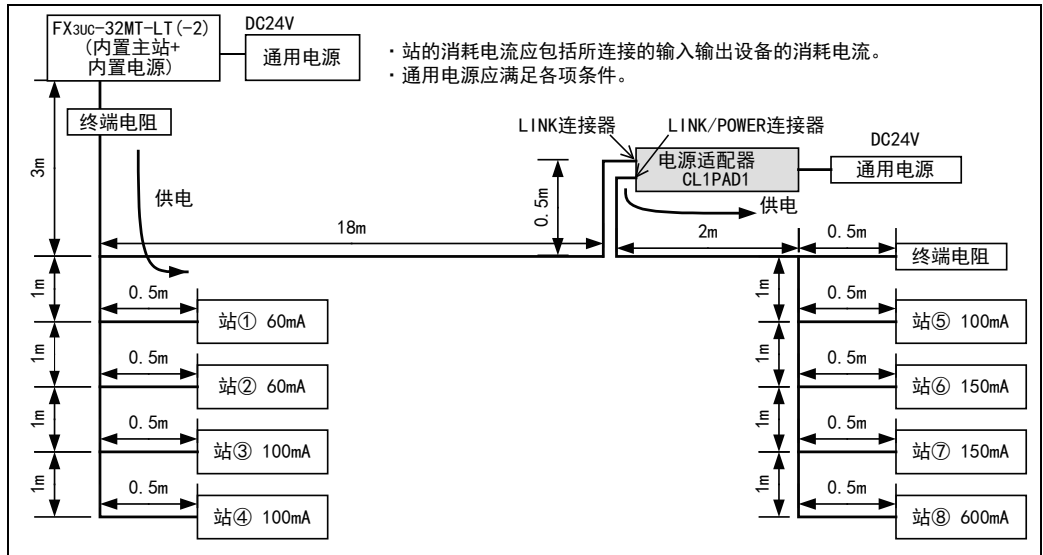 FX3UC-32MT-LT(-2)
(内置主站+
内置电源)
DC24V
通用电源
・站的消耗电流应包括所连接的输入输出设备的消耗电流。
・通用电源应满足各项条件。
终端电阻
3m
供电
LINK连接器
LINK/POWER连接器
电源适配器
CL1PAD1
DC24V
通用电源
0.5m
供电
18m
2m
0.5m
终端电阻
1m
0.5m
站① 60mA
1m
0.5m
站② 60mA
1m
0.5m
站③ 100mA
1m
0.5m
站④ 100mA
1m
0.5m
站⑤ 100mA
1m
0.5m
站⑥ 150mA
1m
0.5m
站⑦ 150mA
1m
0.5m
站⑧ 600mA